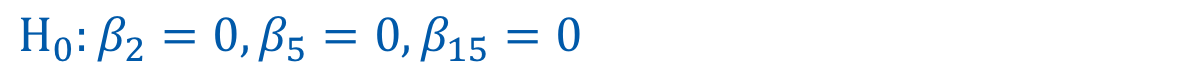 H₀: β₂ = 0, β₅ = 0, β₁₅ = 0